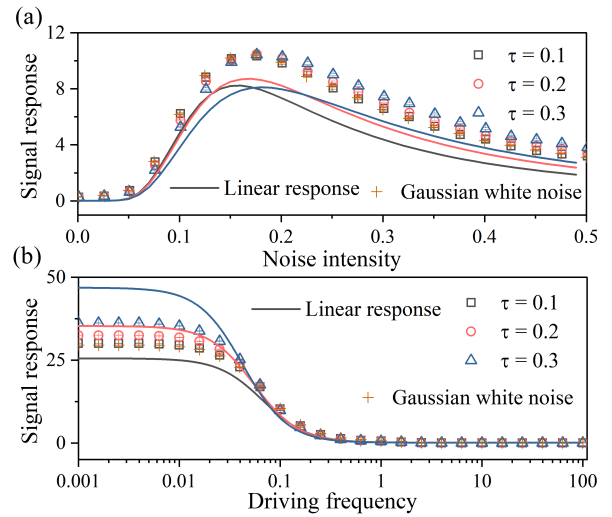 (a)
12
8
4
0
Signal response
τ = 0.1
τ = 0.2
τ = 0.3
Linear response
Gaussian white noise
0.0 0.1 0.2 0.3 0.4 0.5
Noise intensity
(b)
50
25
0
Signal response
Linear response
τ = 0.1
τ = 0.2
τ = 0.3
Gaussian white noise
0.001 0.01 0.1 1 10 100
Driving frequency